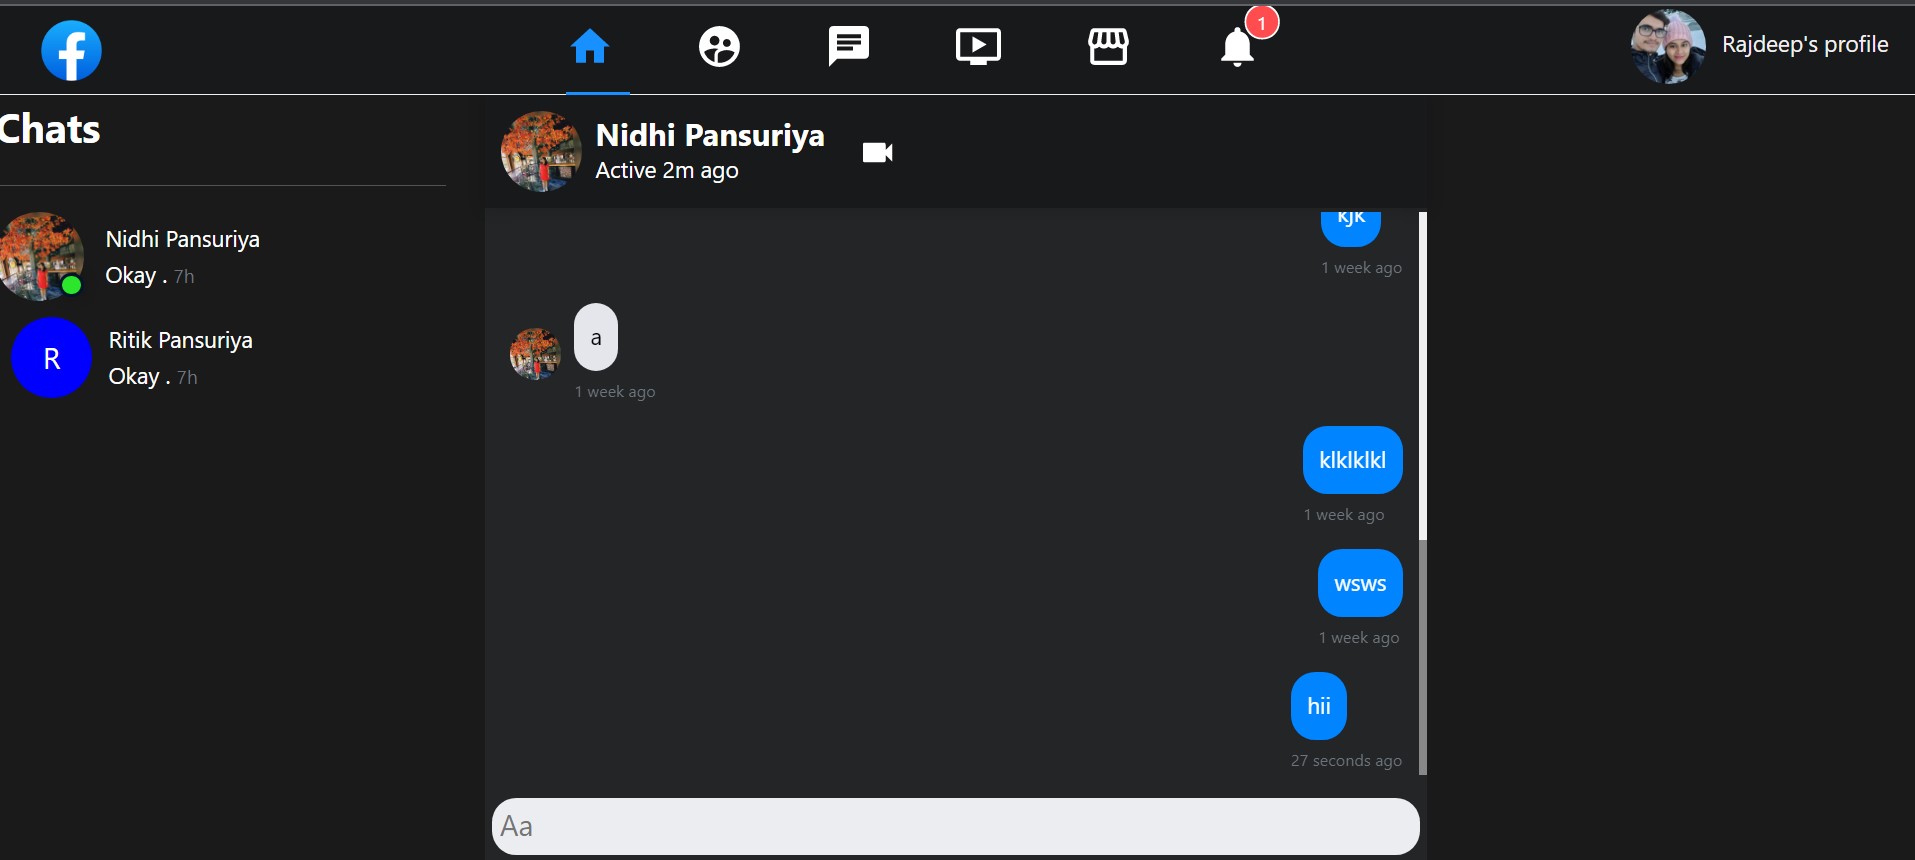 1
Rajdeep's profile
Chats
Nidhi Pansuriya
Okay . 7h
R
Ritik Pansuriya
Okay . 7h
Nidhi Pansuriya
Active 2m ago
kjk
1 week ago
a
1 week ago
klklklkl
1 week ago
wsws
1 week ago
hii
27 seconds ago
Aa